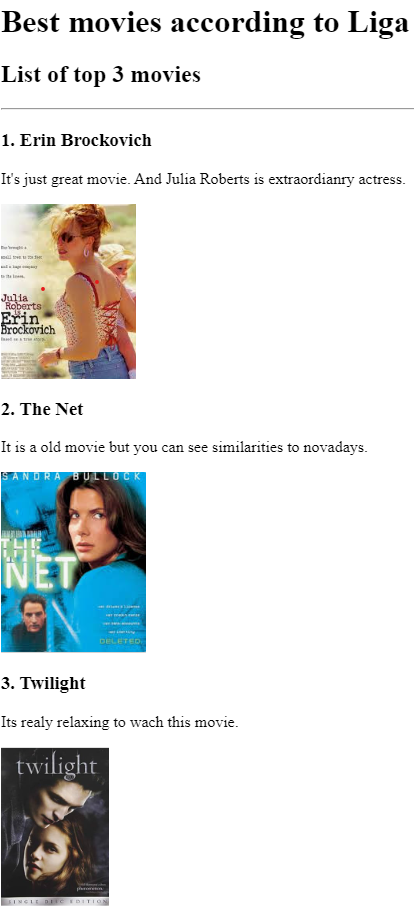 Best movies according to Liga
List of top 3 movies
1. Erin Brockovich
It's just great movie. And Julia Roberts is extraordianry actress.
She brought a
small town to its feet
and a huge company
to its knees.
Julia
Roberts
is
Erin
Brockovich
Based on a true story
2. The Net
It is a old movie but you can see similarities to novadays.
SANDRA BULLOCK
THE
NET
DELETED.
3. Twilight
Its realy relaxing to wach this movie.
twilight
SINGLE DISC EDITION